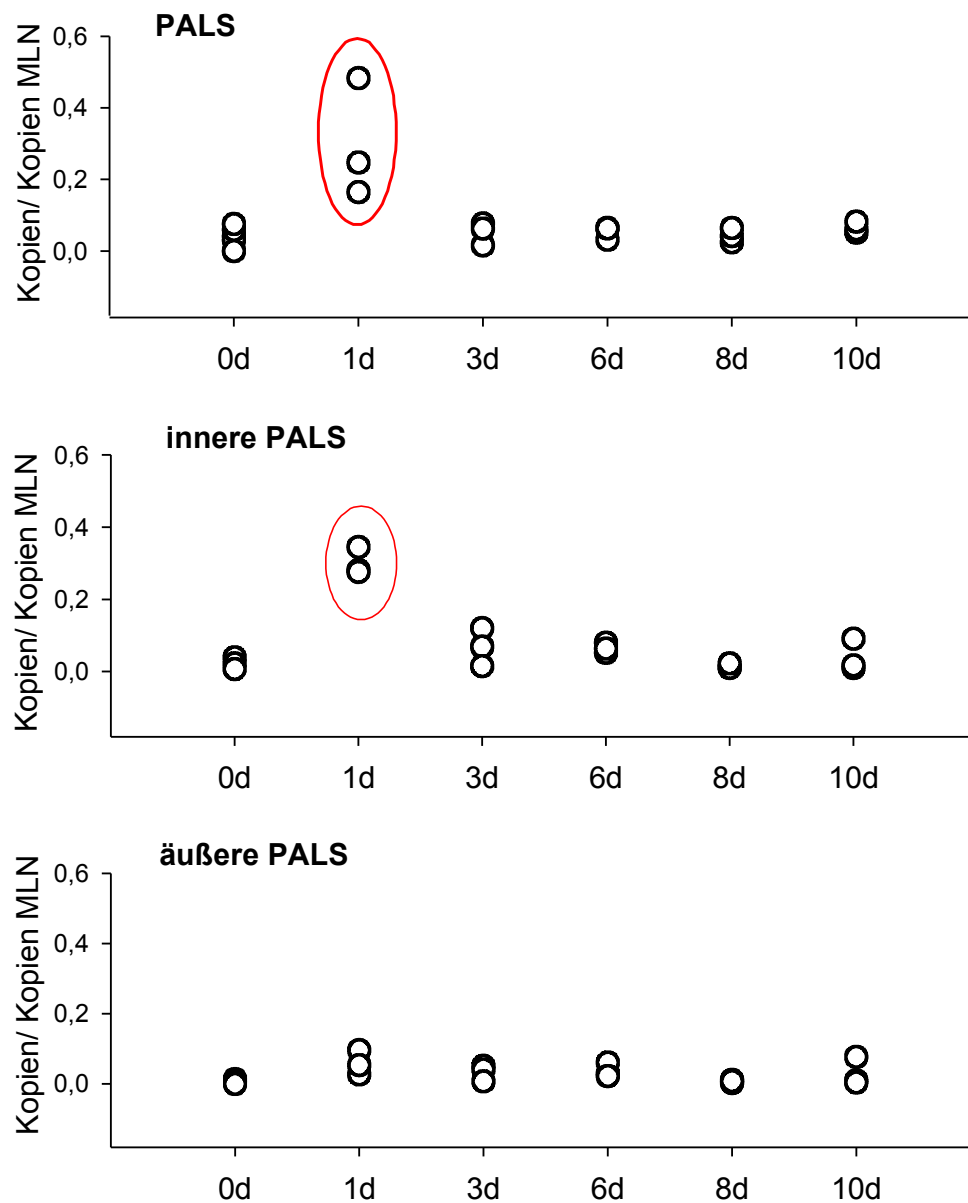 PALS
Kopien/ Kopien MLN
0,6
0,4
0,2
0,0
0d 1d 3d 6d 8d 10d
innere PALS
Kopien/ Kopien MLN
0,6
0,4
0,2
0,0
0d 1d 3d 6d 8d 10d
äußere PALS
Kopien/ Kopien MLN
0,6
0,4
0,2
0,0
0d 1d 3d 6d 8d 10d